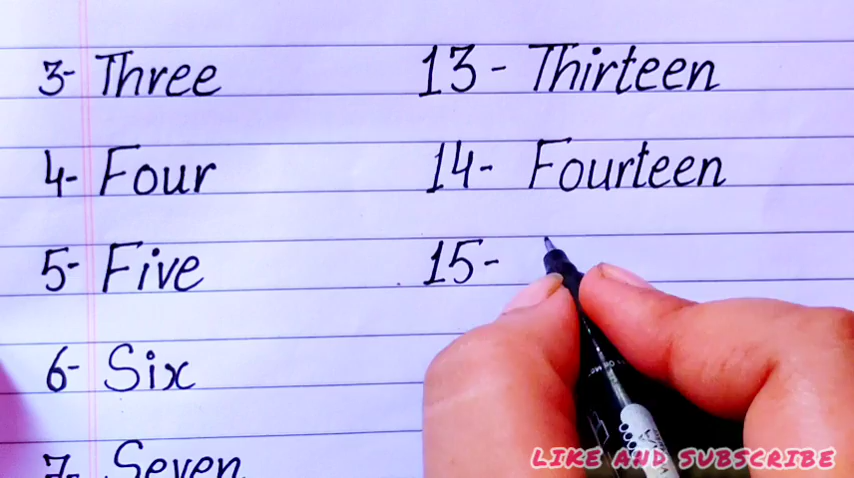 3- Three
4- Four
5- Five
6- Six
7- Seven
13- Thirteen
14- Fourteen
15-
LIKE AND SUBSCRIBE